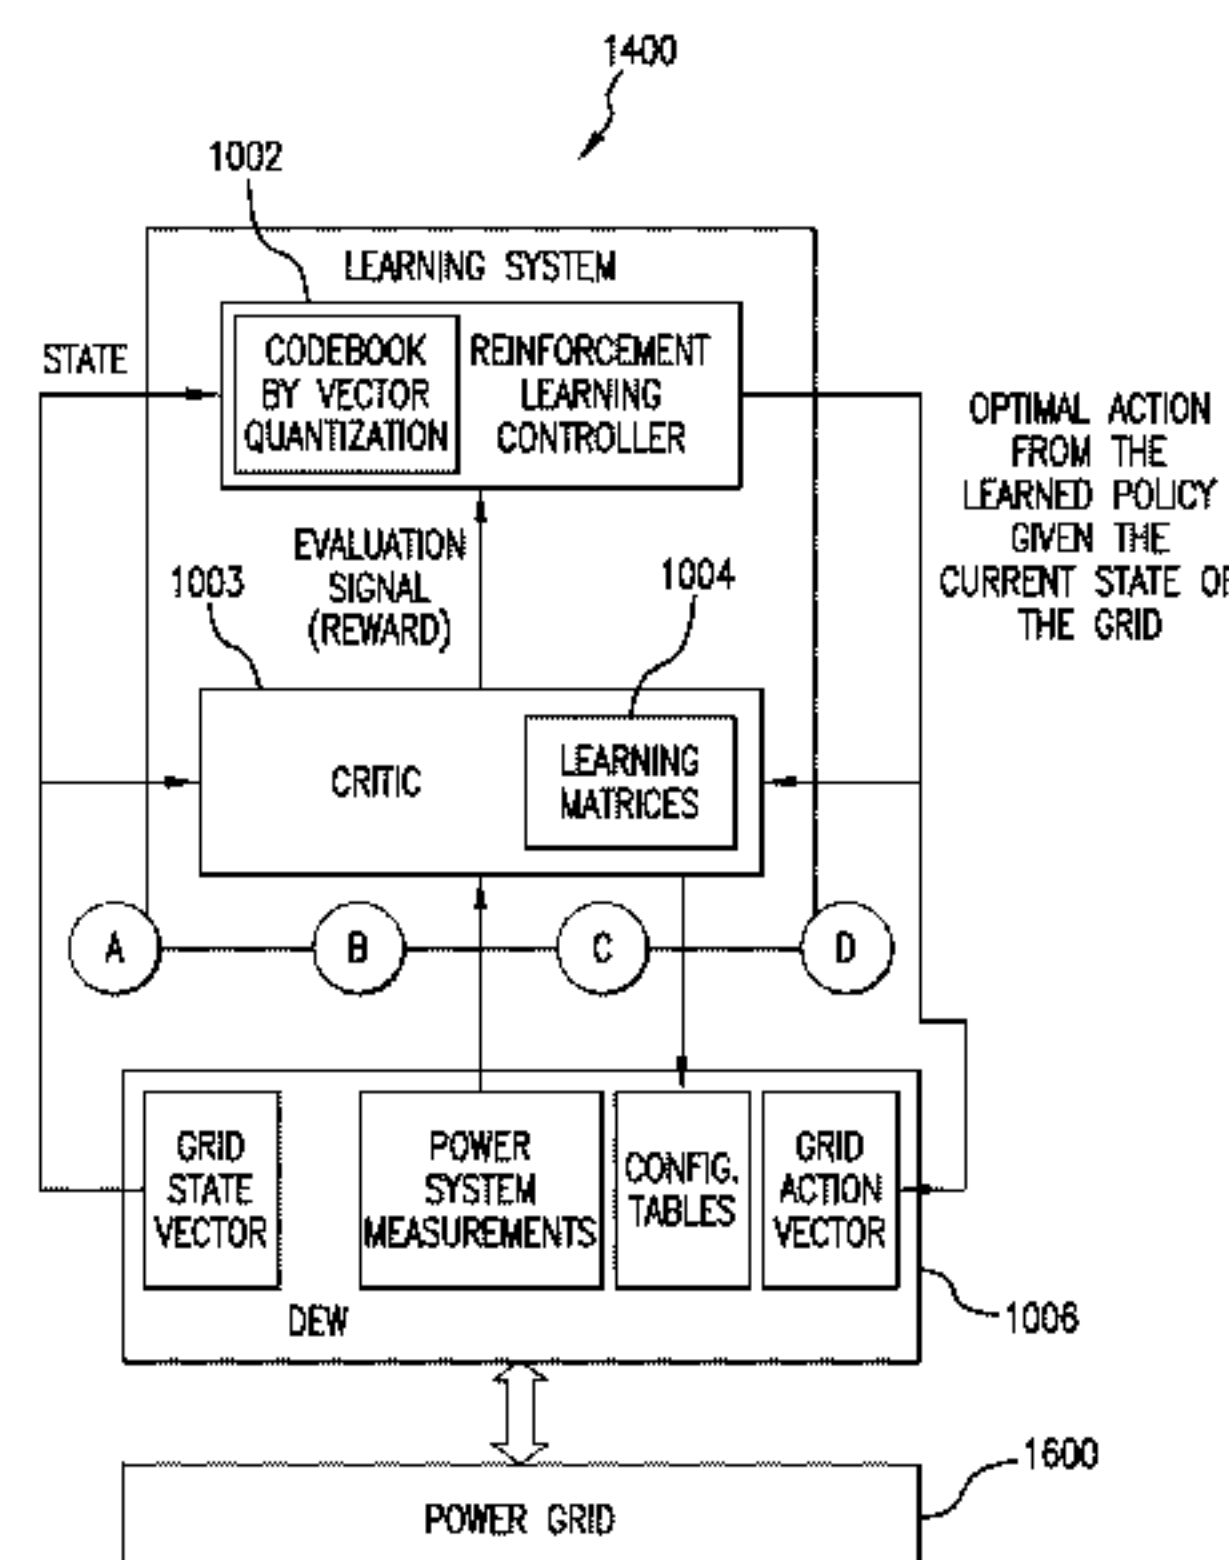 1400
1002
LEARNING SYSTEM
STATE
CODEBOOK
BY VECTOR
QUANTIZATION
REINFORCEMENT
LEARNING
CONTROLLER
OPTIMAL ACTION
FROM THE
LEARNED POLICY
GIVEN THE
CURRENT STATE OF
THE GRID
EVALUATION
SIGNAL
(REWARD)
1003
1004
CRITIC
LEARNING
MATRICES
A
B
C
D
GRID
STATE
VECTOR
POWER
SYSTEM
MEASUREMENTS
CONFIG.
TABLES
GRID
ACTION
VECTOR
DEW
1006
1600
POWER GRID